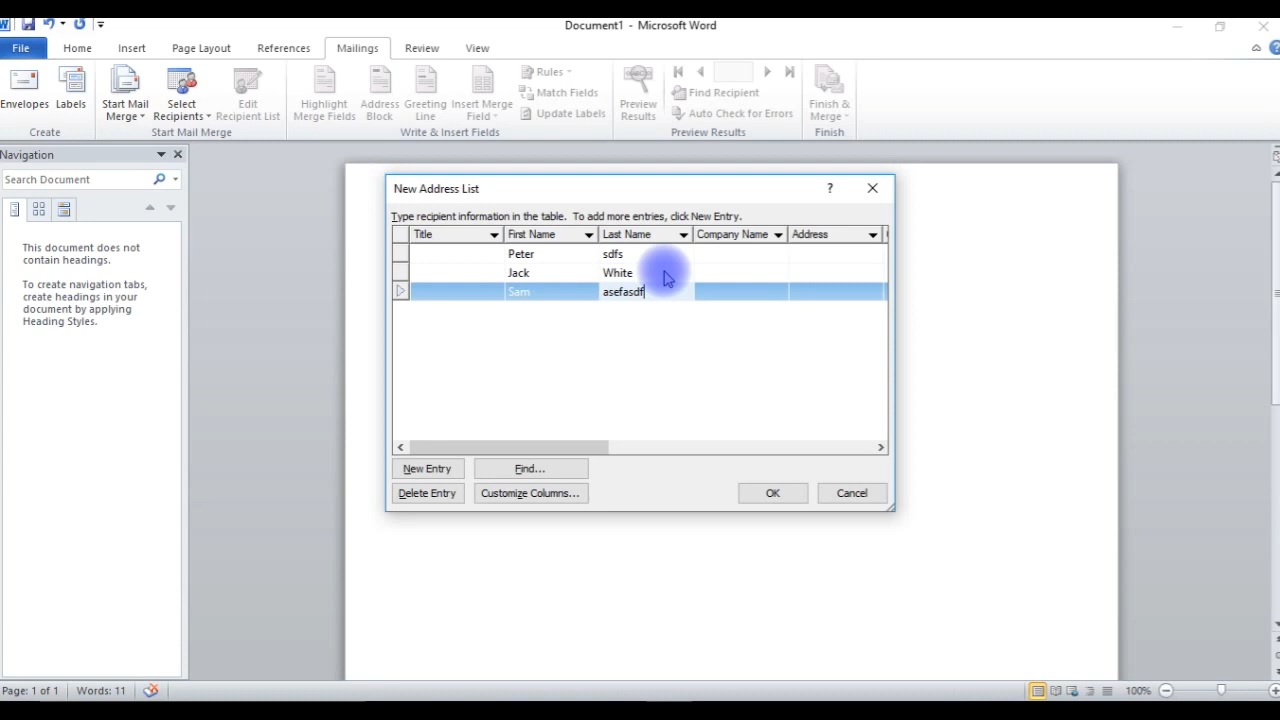 Document1 - Microsoft Word
File Home Insert Page Layout References Mailings Review View
Envelopes Labels Start Mail Merge Select Recipients Edit Recipient List Highlight Merge Fields Address Block Greeting Line Insert Merge Field Rules Match Fields Update Labels Preview Results Find Recipient Auto Check for Errors Finish & Merge
Create Start Mail Merge Write & Insert Fields Preview Results Finish
Navigation
Search Document
This document does not
contain headings.
To create navigation tabs,
create headings in your
document by applying
Heading Styles.
New Address List ?
Type recipient information in the table. To add more entries, click New Entry.
Title First Name Last Name Company Name Address
Peter sdfs
Jack White
Sam asefasdf
New Entry Find...
Delete Entry Customize Columns... OK Cancel
Page: 1 of 1 Words: 11 100%